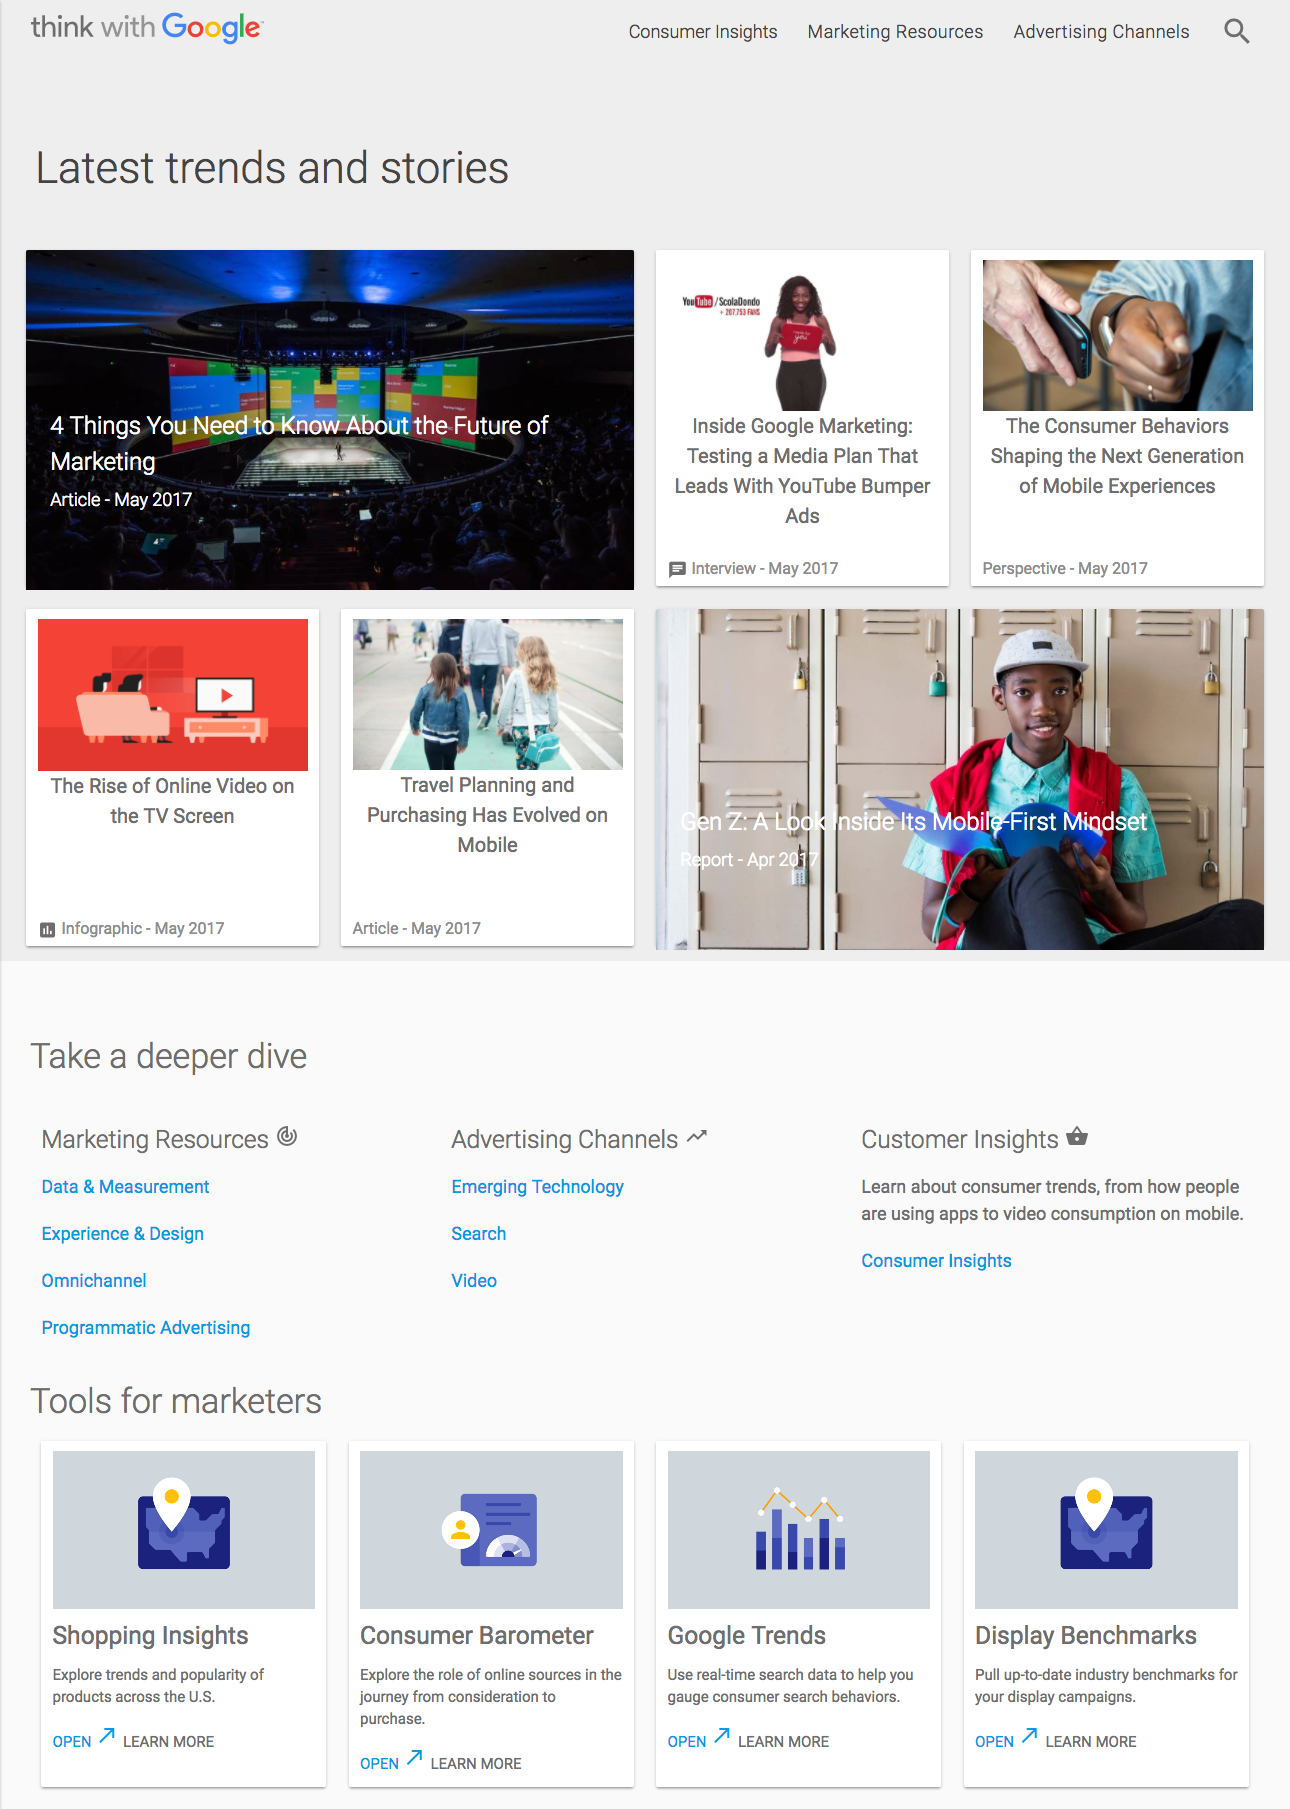 think with Google
Consumer Insights
Marketing Resources
Advertising Channels
Latest trends and stories
4 Things You Need to Know About the Future of
Marketing
Article - May 2017
YouTube /ScolaDondo
+ 207,753 FANS
you
Inside Google Marketing:
Testing a Media Plan That
Leads With YouTube Bumper
Ads
Interview - May 2017
The Consumer Behaviors
Shaping the Next Generation
of Mobile Experiences
Perspective - May 2017
The Rise of Online Video on
the TV Screen
Infographic - May 2017
Travel Planning and
Purchasing Has Evolved on
Mobile
Article - May 2017
Gen Z: A Look Inside Its Mobile-First Mindset
Report - Apr 2017
Take a deeper dive
Marketing Resources
Data & Measurement
Experience & Design
Omnichannel
Programmatic Advertising
Advertising Channels
Emerging Technology
Search
Video
Customer Insights
Learn about consumer trends, from how people
are using apps to video consumption on mobile.
Consumer Insights
Tools for marketers
Shopping Insights
Explore trends and popularity of
products across the U.S.
OPEN LEARN MORE
Consumer Barometer
Explore the role of online sources in the
journey from consideration to
purchase.
OPEN LEARN MORE
Google Trends
Use real-time search data to help you
gauge consumer search behaviors.
OPEN LEARN MORE
Display Benchmarks
Pull up-to-date industry benchmarks for
your display campaigns.
OPEN LEARN MORE